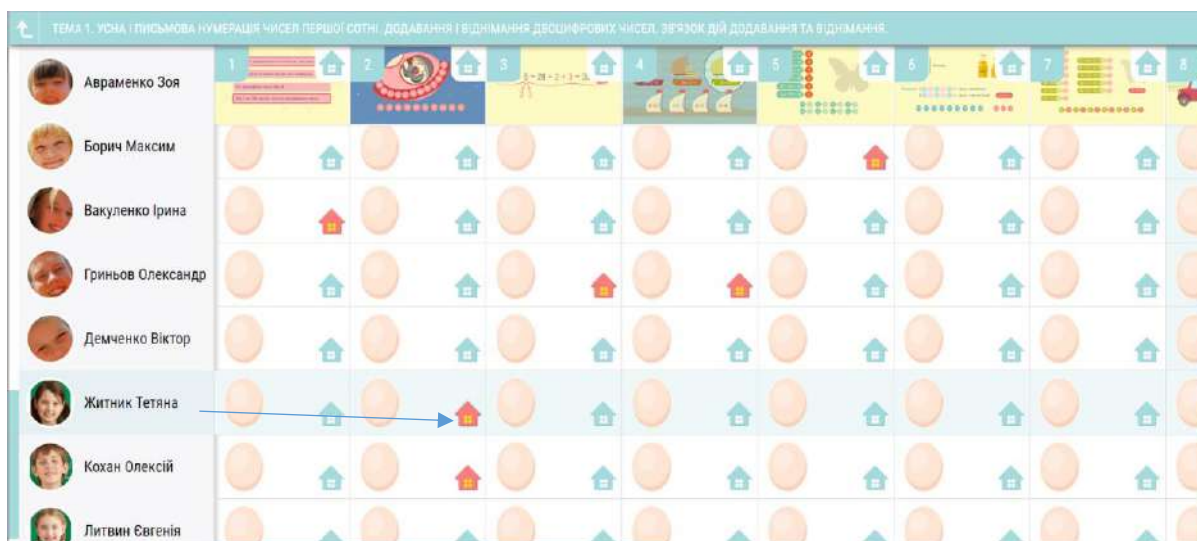 ТЕМА 1. УСНА І ПИСЬМОВА НУМЕРАЦІЯ ЧИСЕЛ ПЕРШОЇ СОТНІ. ДОДАВАННЯ І ВІДНІМАННЯ ДВОЦИФРОВИХ ЧИСЕЛ. ЗВ'ЯЗОК ДІЙ ДОДАВАННЯ ТА ВІДНІМАННЯ.
1 2 3 4 5 6 7 8
Авраменко Зоя
Борич Максим
Вакуленко Ірина
Гриньов Олександр
Демченко Віктор
Житник Тетяна
Кохан Олексій
Литвин Євгенія